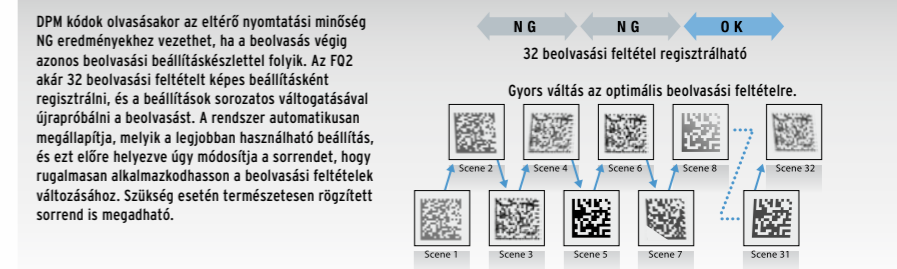 DPM kódok olvasásakor az eltérő nyomtatási minőség
NG eredményekhez vezethet, ha a beolvasás végig
azonos beolvasási beállításkészlettel folyik. Az FQ2
akár 32 beolvasási feltételt képes beállításként
regisztrálni, és a beállítások sorozatos váltogatásával
újrapróbálni a beolvasást. A rendszer automatikusan
megállapítja, melyik a legjobban használható beállítás,
és ezt előre helyezve úgy módosítja a sorrendet, hogy
rugalmasan alkalmazkodhasson a beolvasási feltételek
változásához. Szükség esetén természetesen rögzített
sorrend is megadható.
NG NG OK
32 beolvasási feltétel regisztrálható
Gyors váltás az optimális beolvasási feltételre.
Scene 2 Scene 4 Scene 6 Scene 8 Scene 32
Scene 1 Scene 3 Scene 5 Scene 7 Scene 31